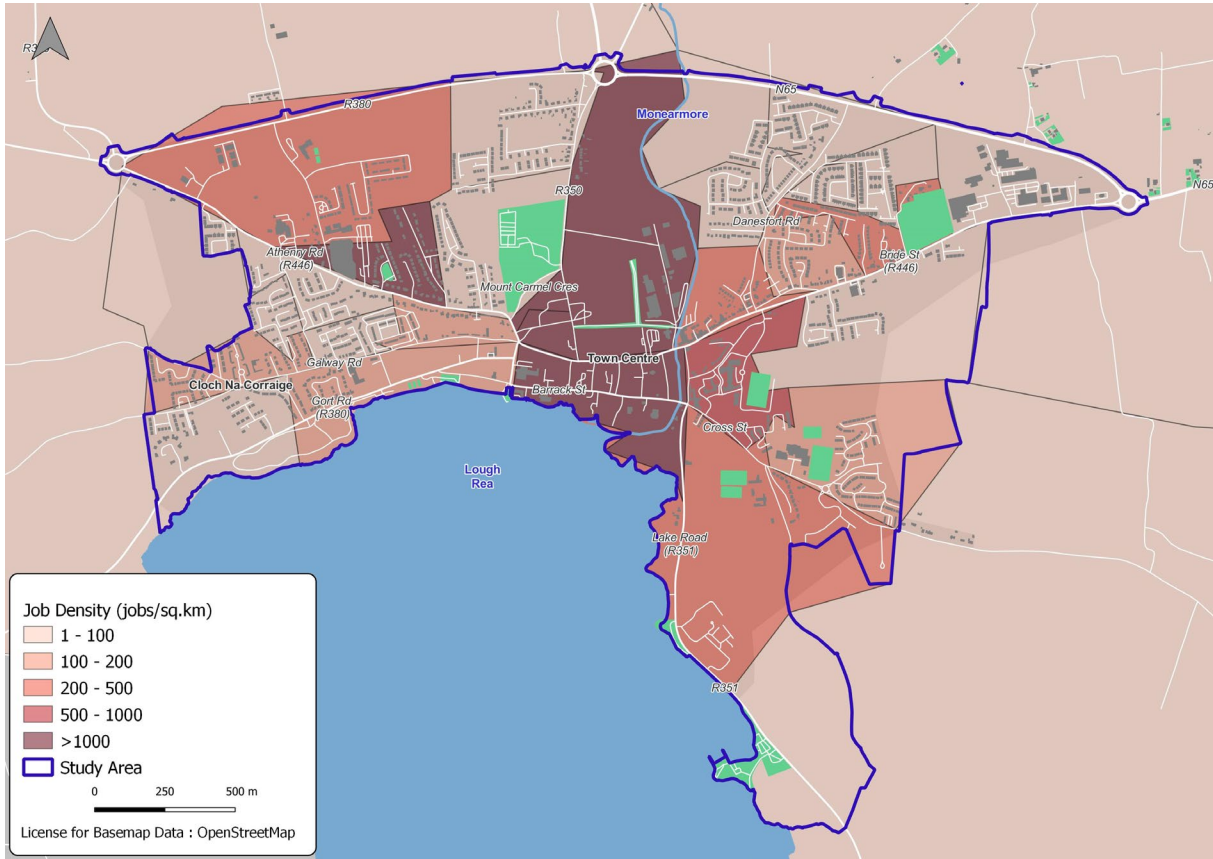 R380
N65
Monearmore
N65
R350
Danesfort Rd
Athenry Rd
(R446)
Bride St
(R446)
Mount Carmel Cres
Town Centre
Galway Rd
Cloch Na Corraige
Barrack St
Gort Rd
(R380)
Cross St
Lough
Rea
Lake Road
(R351)
R351
Job Density (jobs/sq.km)
1 - 100
100 - 200
200 - 500
500 - 1000
>1000
Study Area
0 250 500 m
License for Basemap Data : OpenStreetMap